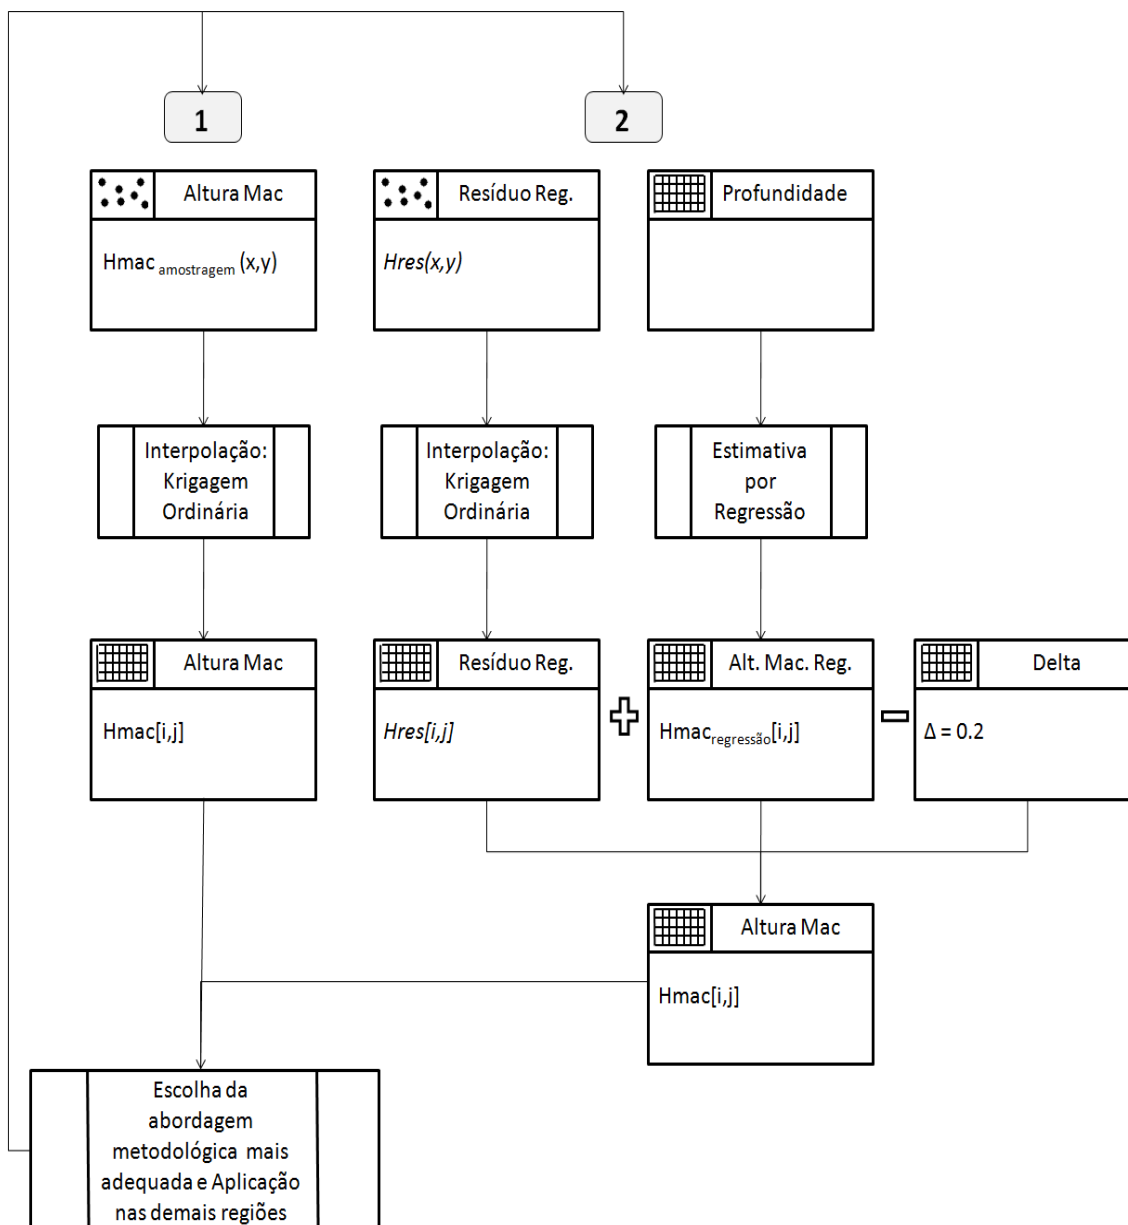 1
2
Altura Mac
Hmac amostragem (x,y)
Resíduo Reg.
Hres(x,y)
Profundidade
Interpolação:
Krigagem
Ordinária
Interpolação:
Krigagem
Ordinária
Estimativa
por
Regressão
Altura Mac
Hmac[i,j]
Resíduo Reg.
Hres[i,j]
+
Alt. Mac. Reg.
Hmacregressão[i,j]
−
Delta
Δ = 0.2
Altura Mac
Hmac[i,j]
Escolha da
abordagem
metodológica mais
adequada e Aplicação
nas demais regiões